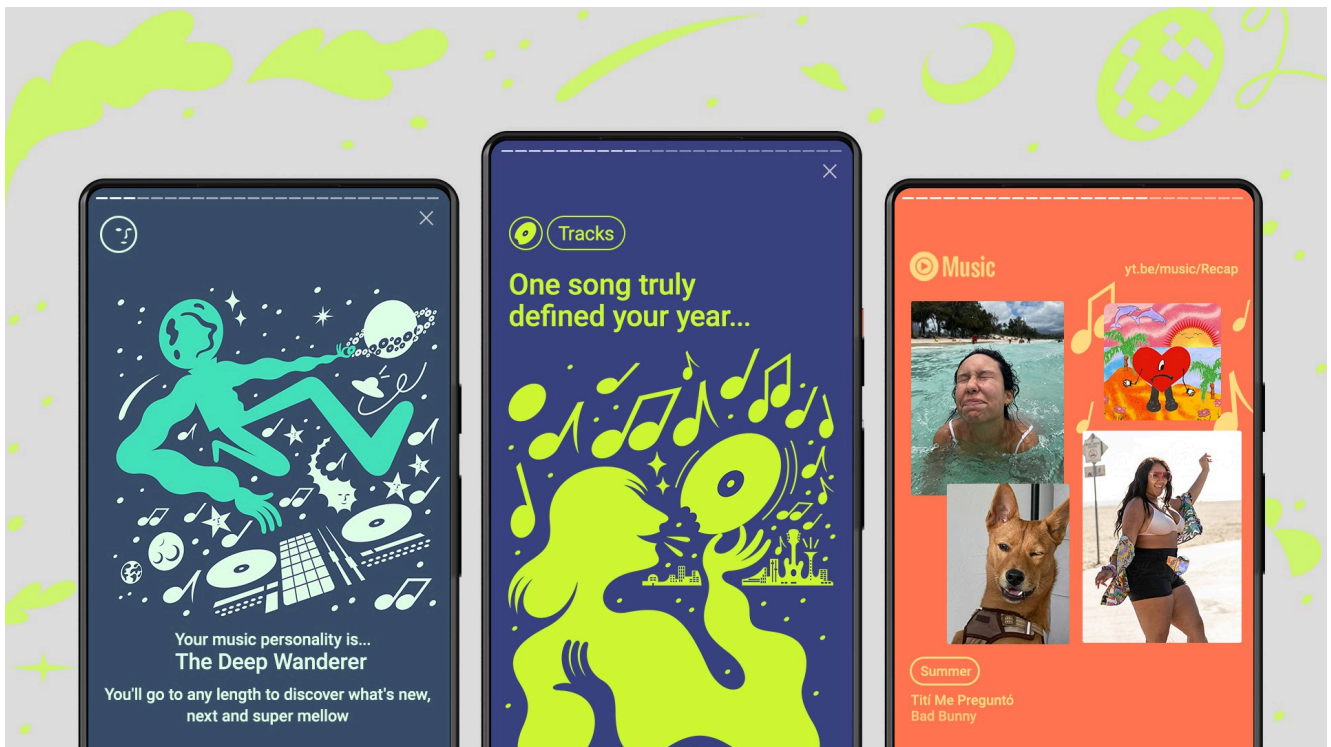 Your music personality is...
The Deep Wanderer
You'll go to any length to discover what's new,
next and super mellow
Tracks
One song truly
defined your year...
Music
yt.be/music/Recap
Summer
Tití Me Preguntó
Bad Bunny